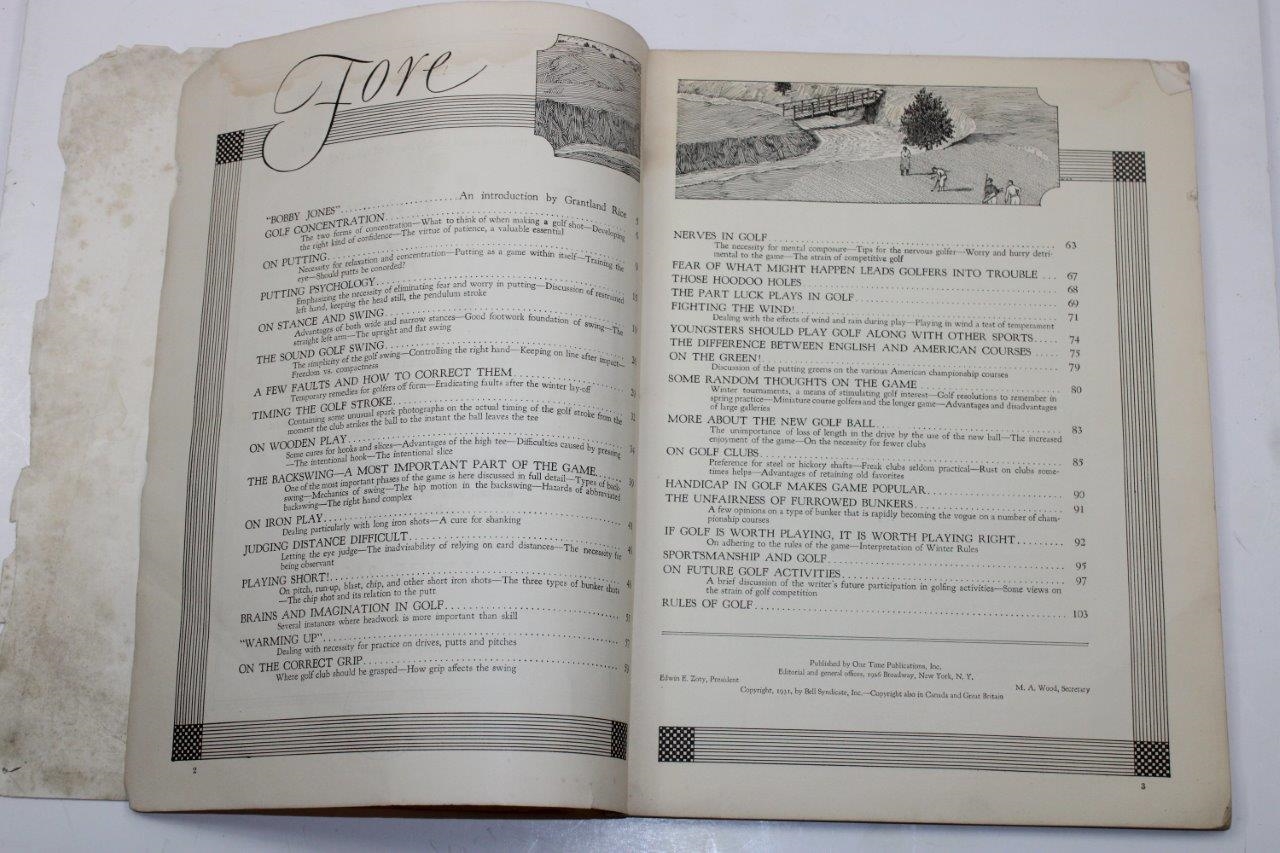 Fore
"BOBBY JONES" An introduction by Grantland Rice
GOLF CONCENTRATION
The two forms of concentration—What to think of when making a golf shot—Developing
the right kind of confidence—The virtue of patience, a valuable essential
ON PUTTING
Necessity for relaxation and concentration—Putting as a game within itself—Training the
eye—Should putts be conceded?
PUTTING PSYCHOLOGY
Emphasizing the necessity of eliminating fear and worry in putting—Discussion of restrained
left hand, keeping the head still, the pendulum stroke
ON STANCE AND SWING
Advantages of both wide and narrow stances—Good footwork foundation of swing—The
straight left arm—The upright and flat swing
THE SOUND GOLF SWING
The simplicity of the golf swing—Controlling the right hand—Keeping on line after impact—
Freedom vs. compactness
A FEW FAULTS AND HOW TO CORRECT THEM
Temporary remedies for golfers off form—Eradicating faults after the winter lay-off
TIMING THE GOLF STROKE
Containing some unusual spark photographs on the actual timing of the golf stroke from the
moment the club strikes the ball to the instant the ball leaves the tee
ON WOODEN PLAY
Some cures for hooks and slices—Advantages of the high tee—Difficulties caused by pressing
—The intentional hook—The intentional slice
THE BACKSWING—A MOST IMPORTANT PART OF THE GAME
One of the most important phases of the game is here discussed in full detail—Types of back-
swing—Mechanics of swing—The hip motion in the backswing—Hazards of abbreviated
backswing—The right hand complex
ON IRON PLAY
Dealing particularly with long iron shots—A cure for shanking
JUDGING DISTANCE DIFFICULT
Letting the eye judge—The inadvisability of relying on card distances—The necessity for
being observant
PLAYING SHORT!
On pitch, run-up, blast, chip, and other short iron shots—The three types of bunker shots
—The chip shot and its relation to the putt
BRAINS AND IMAGINATION IN GOLF
Several instances where headwork is more important than skill
"WARMING UP"
Dealing with necessity for practice on drives, putts and pitches
ON THE CORRECT GRIP
Where golf club should be grasped—How grip affects the swing
2
NERVES IN GOLF 63
The necessity for mental composure—Tips for the nervous golfer—Worry and hurry detri-
mental to the game—The strain of competitive golf
FEAR OF WHAT MIGHT HAPPEN LEADS GOLFERS INTO TROUBLE 67
THOSE HOODOO HOLES 68
THE PART LUCK PLAYS IN GOLF 69
FIGHTING THE WIND! 71
Dealing with the effects of wind and rain during play—Playing in wind a test of temperament
YOUNGSTERS SHOULD PLAY GOLF ALONG WITH OTHER SPORTS 74
THE DIFFERENCE BETWEEN ENGLISH AND AMERICAN COURSES 75
ON THE GREEN! 79
Discussion of the putting greens on the various American championship courses
SOME RANDOM THOUGHTS ON THE GAME 80
Winter tournaments, a means of stimulating golf interest—Golf resolutions to remember in
spring practice—Miniature course golfers and the longer game—Advantages and disadvantages
of large galleries
MORE ABOUT THE NEW GOLF BALL 83
The unimportance of loss of length in the drive by the use of the new ball—The increased
enjoyment of the game—On the necessity for fewer clubs
ON GOLF CLUBS 85
Preference for steel or hickory shafts—Freak clubs seldom practical—Rust on clubs some-
times helps—Advantages of retaining old favorites
HANDICAP IN GOLF MAKES GAME POPULAR 90
THE UNFAIRNESS OF FURROWED BUNKERS 91
A few opinions on a type of bunker that is rapidly becoming the vogue on a number of cham-
pionship courses
IF GOLF IS WORTH PLAYING, IT IS WORTH PLAYING RIGHT 92
On adhering to the rules of the game—Interpretation of Winter Rules
SPORTSMANSHIP AND GOLF 95
ON FUTURE GOLF ACTIVITIES 97
A brief discussion of the writer's future participation in golfing activities—Some views on
the strain of golf competition
RULES OF GOLF 103
Published by One Time Publications, Inc.
Editorial and general offices, 1926 Broadway, New York, N. Y.
Edwin E. Zoty, President M. A. Wood, Secretary
Copyright, 1931, by Bell Syndicate, Inc.—Copyright also in Canada and Great Britain
3